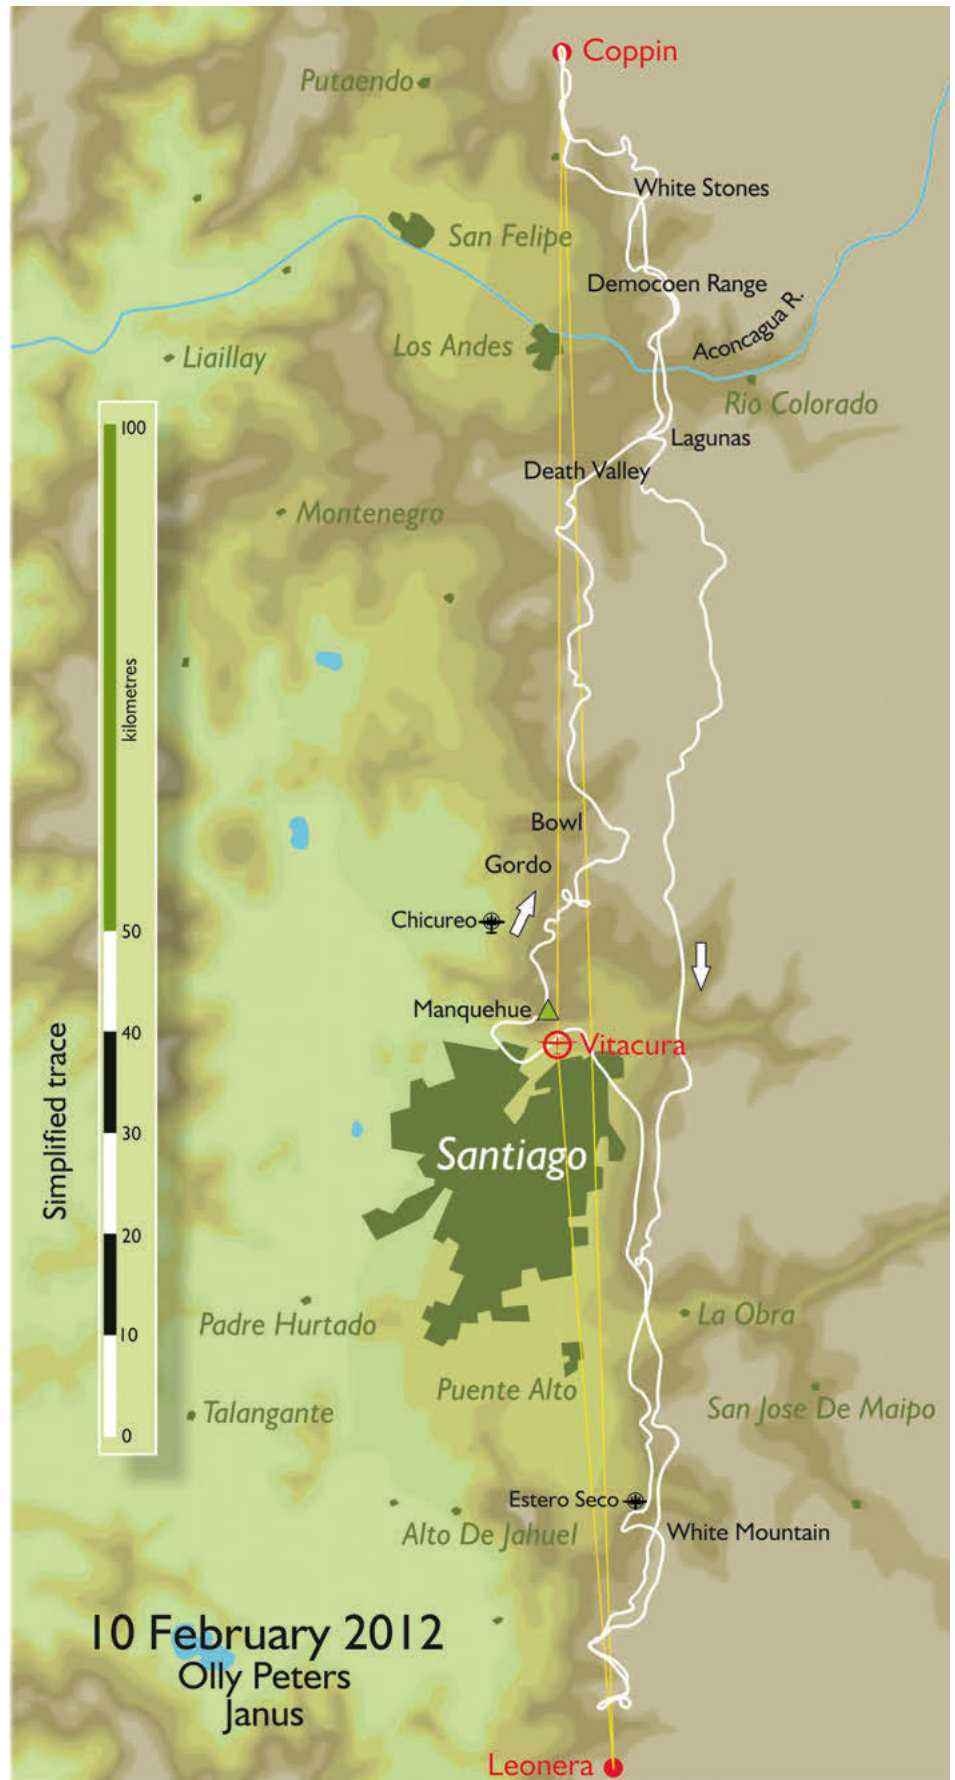 Coppin
Putaendo
White Stones
San Felipe
Democoen Range
Aconcagua R.
Los Andes
Liaillay
Rio Colorado
100
Lagunas
Death Valley
Montenegro
kilometres
Bowl
Gordo
Chicureo
50
Manquehue
40
Vitacura
Simplified trace
30
Santiago
20
La Obra
10
Padre Hurtado
Puente Alto
San Jose De Maipo
Talangante
0
Estero Seco
Alto De Jahuel
White Mountain
10 February 2012
Olly Peters
Janus
Leonera